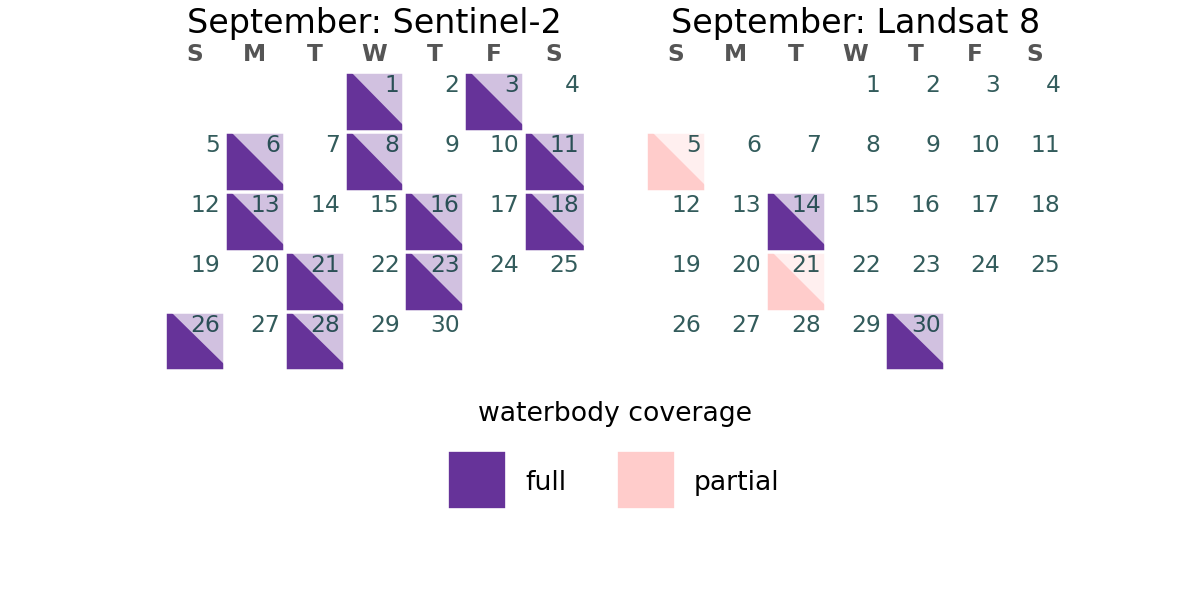 September: Sentinel-2
S M T W T F S
1 2 3 4
5 6 7 8 9 10 11
12 13 14 15 16 17 18
19 20 21 22 23 24 25
26 27 28 29 30
September: Landsat 8
S M T W T F S
1 2 3 4
5 6 7 8 9 10 11
12 13 14 15 16 17 18
19 20 21 22 23 24 25
26 27 28 29 30
waterbody coverage
full
partial